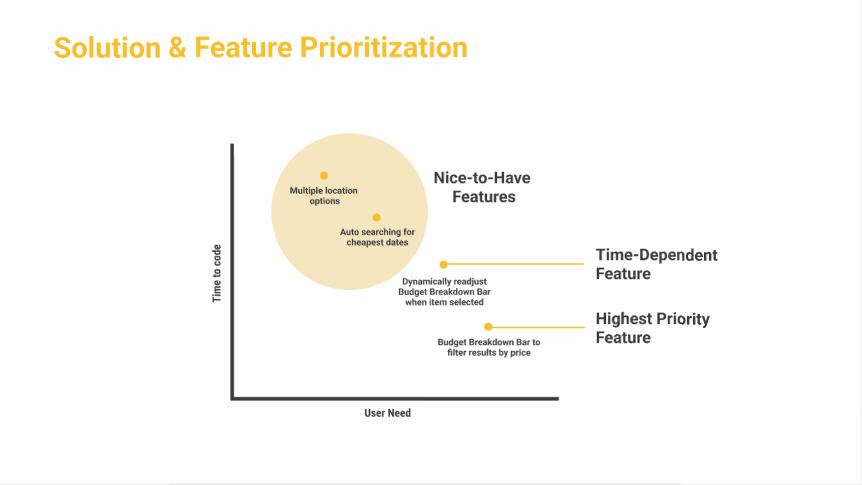 Solution & Feature Prioritization
Nice-to-Have
Features
Multiple location
options
Auto searching for
cheapest dates
Time-Dependent
Feature
Dynamically readjust
Budget Breakdown Bar
when item selected
Highest Priority
Feature
Budget Breakdown Bar to
filter results by price
Time to code
User Need